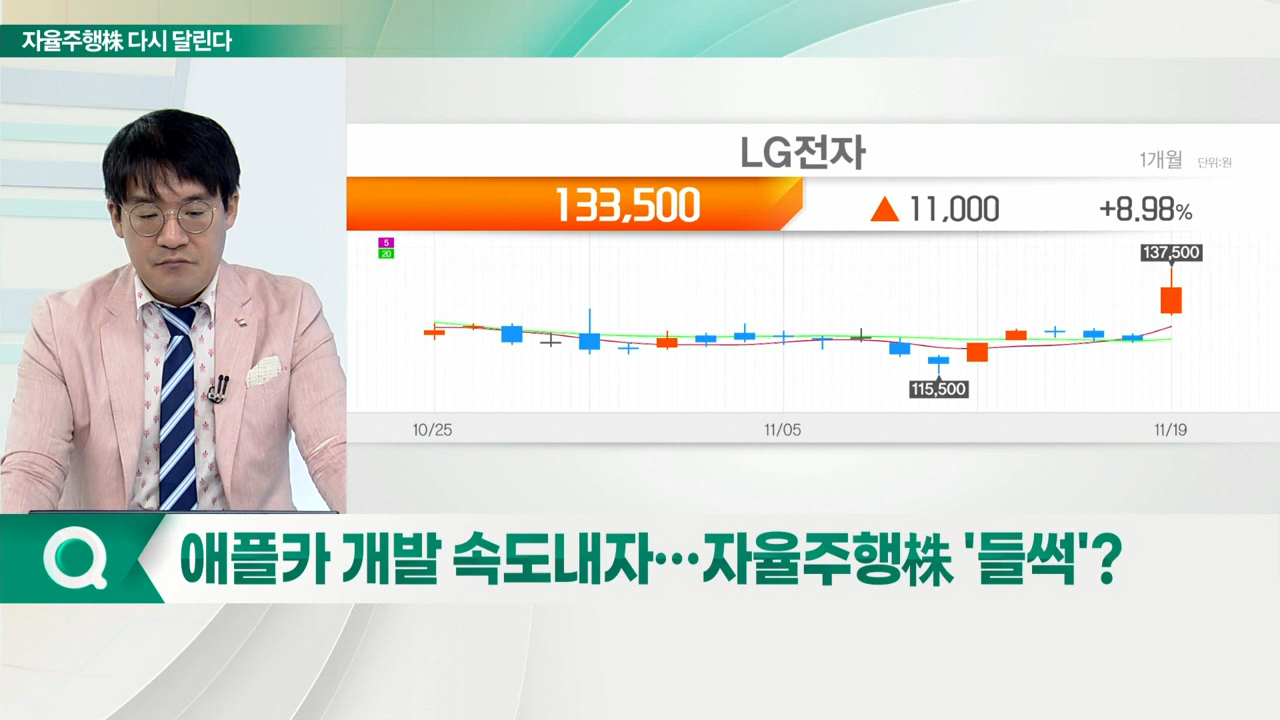 자율주행株 다시 달린다
LG전자
1개월 단위:원
133,500 ▲ 11,000 +8.98%
5
20
137,500
115,500
10/25 11/05 11/19
애플카 개발 속도내자…자율주행株 '들썩'?